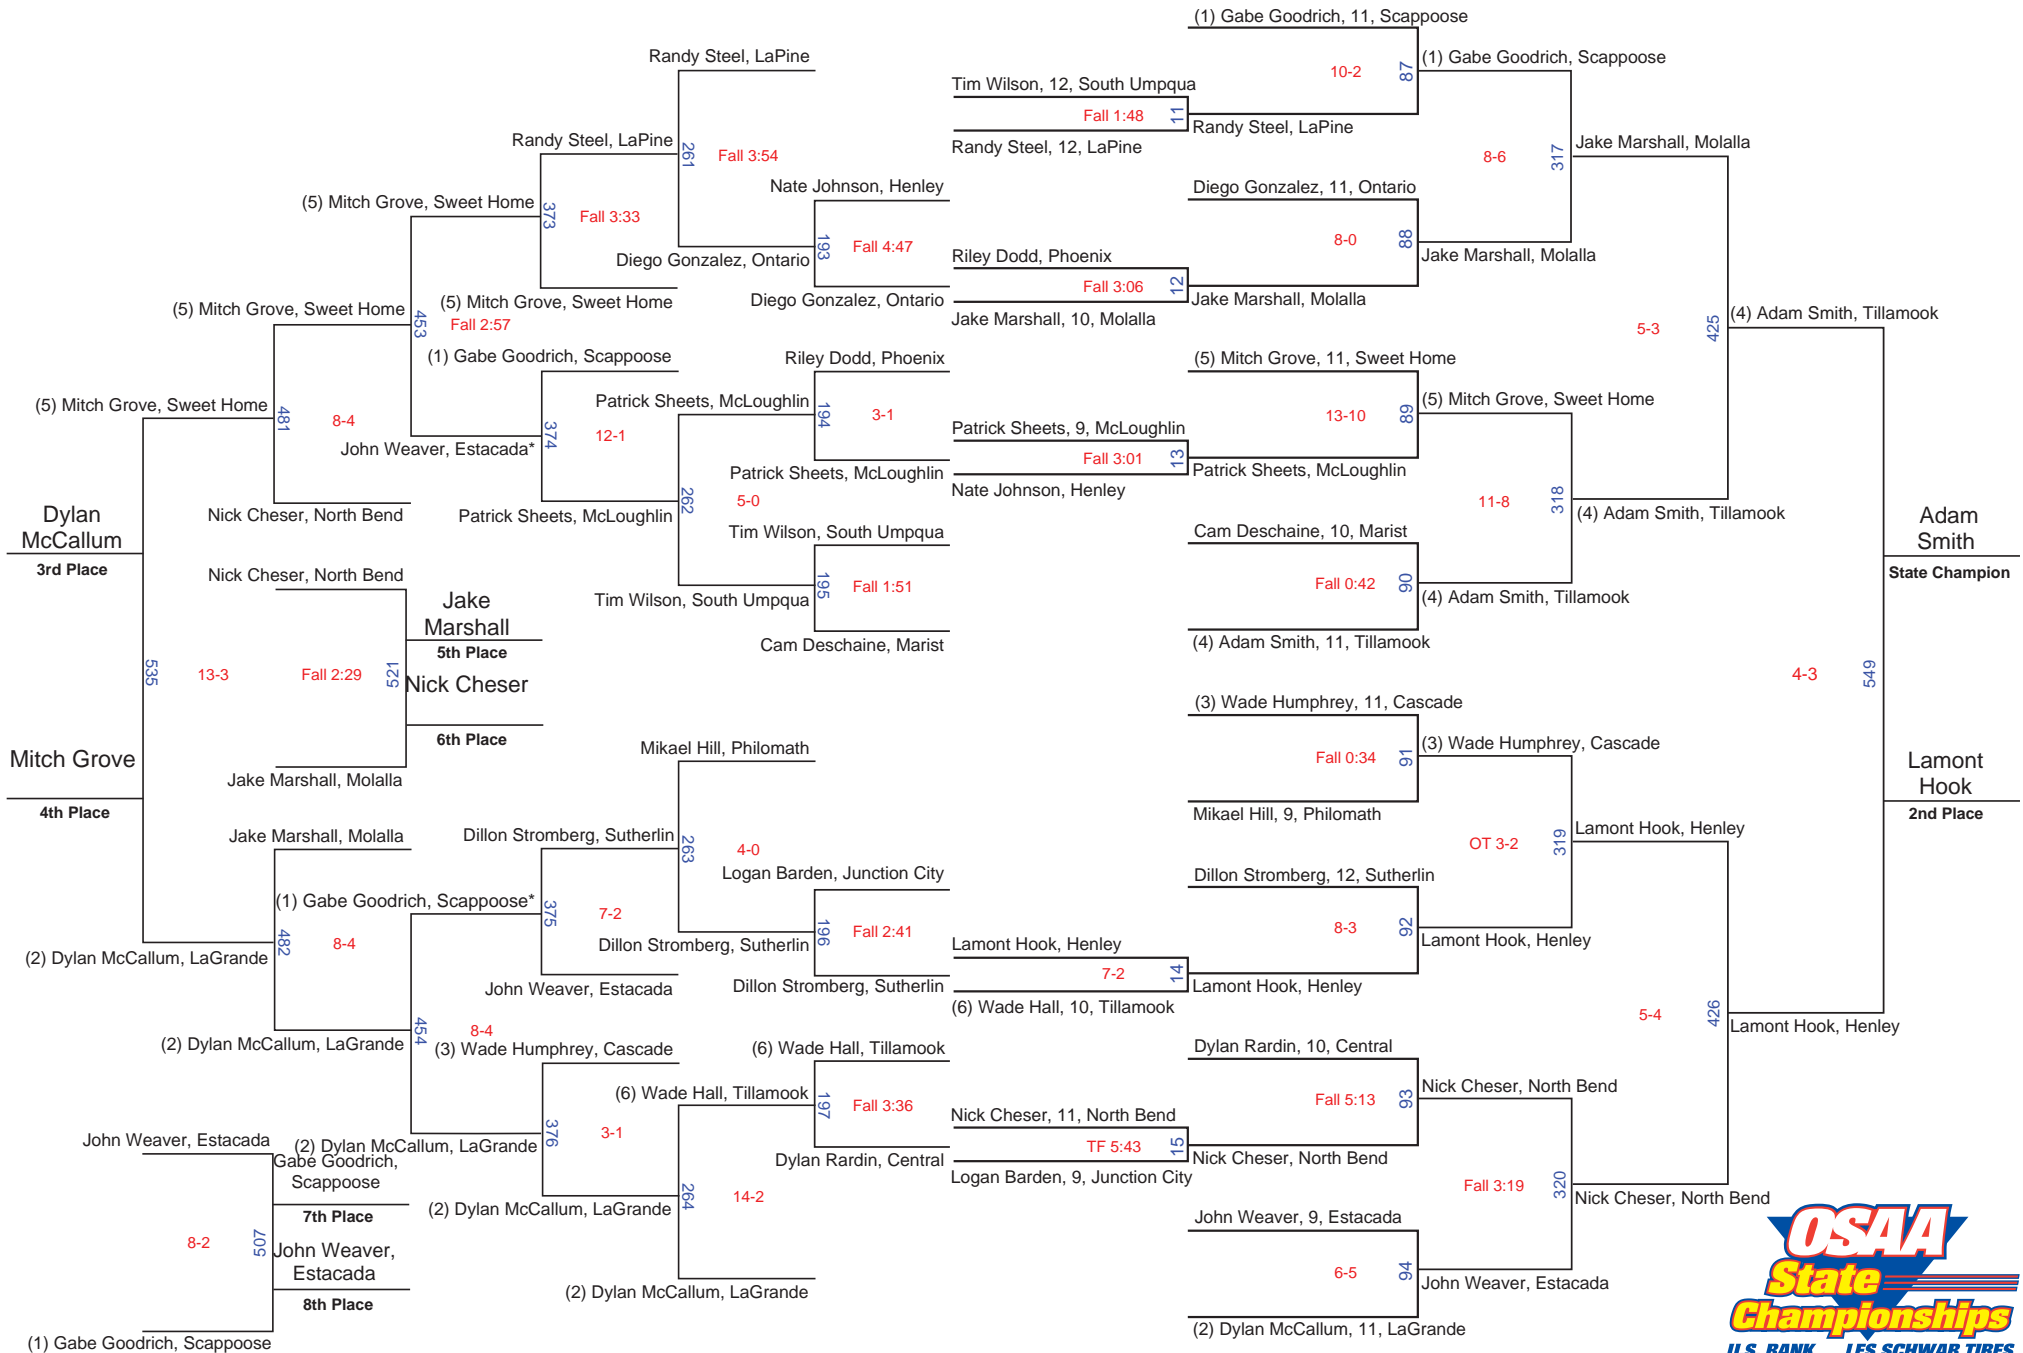 (1) Gabe Goodrich, 11, Scappoose
10-2
87
(1) Gabe Goodrich, Scappoose
Tim Wilson, 12, South Umpqua
Fall 1:48
11
Randy Steel, LaPine
Randy Steel, 12, LaPine
8-6
317
Jake Marshall, Molalla
Diego Gonzalez, 11, Ontario
8-0
88
Jake Marshall, Molalla
Riley Dodd, Phoenix
Fall 3:06
12
Jake Marshall, Molalla
Jake Marshall, 10, Molalla
5-3
425
(4) Adam Smith, Tillamook
(5) Mitch Grove, 11, Sweet Home
13-10
89
(5) Mitch Grove, Sweet Home
Patrick Sheets, 9, McLoughlin
Fall 3:01
13
Patrick Sheets, McLoughlin
Nate Johnson, Henley
11-8
318
(4) Adam Smith, Tillamook
Cam Deschaine, 10, Marist
Fall 0:42
90
(4) Adam Smith, Tillamook
(4) Adam Smith, 11, Tillamook
Adam
Smith
State Champion
4-3
549
Lamont
Hook
2nd Place
(3) Wade Humphrey, 11, Cascade
Fall 0:34
91
(3) Wade Humphrey, Cascade
Mikael Hill, 9, Philomath
OT 3-2
319
Lamont Hook, Henley
Dillon Stromberg, 12, Sutherlin
8-3
92
Lamont Hook, Henley
Lamont Hook, Henley
7-2
14
Lamont Hook, Henley
(6) Wade Hall, 10, Tillamook
5-4
426
Lamont Hook, Henley
Dylan Rardin, 10, Central
Fall 5:13
93
Nick Cheser, North Bend
Nick Cheser, 11, North Bend
TF 5:43
15
Nick Cheser, North Bend
Logan Barden, 9, Junction City
Fall 3:19
320
Nick Cheser, North Bend
John Weaver, 9, Estacada
6-5
94
John Weaver, Estacada
(2) Dylan McCallum, 11, LaGrande
Randy Steel, LaPine
Randy Steel, LaPine
261
Fall 3:54
Nate Johnson, Henley
193
Fall 4:47
Diego Gonzalez, Ontario
Diego Gonzalez, Ontario
(5) Mitch Grove, Sweet Home
373
Fall 3:33
(5) Mitch Grove, Sweet Home
(5) Mitch Grove, Sweet Home
453
Fall 2:57
(1) Gabe Goodrich, Scappoose
Riley Dodd, Phoenix
Patrick Sheets, McLoughlin
194
3-1
Patrick Sheets, McLoughlin
374
12-1
John Weaver, Estacada*
262
5-0
Patrick Sheets, McLoughlin
Tim Wilson, South Umpqua
195
Fall 1:51
Tim Wilson, South Umpqua
Cam Deschaine, Marist
(5) Mitch Grove, Sweet Home
481
8-4
Nick Cheser, North Bend
Dylan
McCallum
3rd Place
Nick Cheser, North Bend
Jake
Marshall
5th Place
535
13-3
Fall 2:29
521
Nick Cheser
6th Place
Jake Marshall, Molalla
Mitch Grove
4th Place
Mikael Hill, Philomath
Jake Marshall, Molalla
Dillon Stromberg, Sutherlin
263
4-0
Logan Barden, Junction City
196
Fall 2:41
Dillon Stromberg, Sutherlin
Dillon Stromberg, Sutherlin
(1) Gabe Goodrich, Scappoose*
375
7-2
John Weaver, Estacada
482
8-4
(2) Dylan McCallum, LaGrande
454
8-4
(2) Dylan McCallum, LaGrande
(3) Wade Humphrey, Cascade
(6) Wade Hall, Tillamook
(6) Wade Hall, Tillamook
197
Fall 3:36
Dylan Rardin, Central
376
3-1
(2) Dylan McCallum, LaGrande
264
14-2
(2) Dylan McCallum, LaGrande
(2) Dylan McCallum, LaGrande
John Weaver, Estacada
Gabe Goodrich,
Scappoose
7th Place
8-2
507
John Weaver,
Estacada
8th Place
(1) Gabe Goodrich, Scappoose
OSAA
State
Championships
U.S. BANK LES SCHWAB TIRES